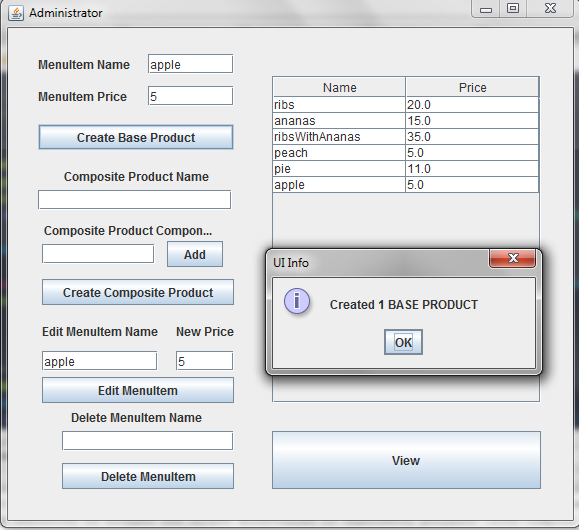 Administrator
MenuItem Name apple
MenuItem Price 5
Create Base Product
Composite Product Name
Composite Product Compon...
Add
Create Composite Product
Edit MenuItem Name New Price
apple 5
Edit MenuItem
Delete MenuItem Name
Delete MenuItem
Name Price
ribs 20.0
ananas 15.0
ribsWithAnanas 35.0
peach 5.0
pie 11.0
apple 5.0
UI Info
Created 1 BASE PRODUCT
OK
View